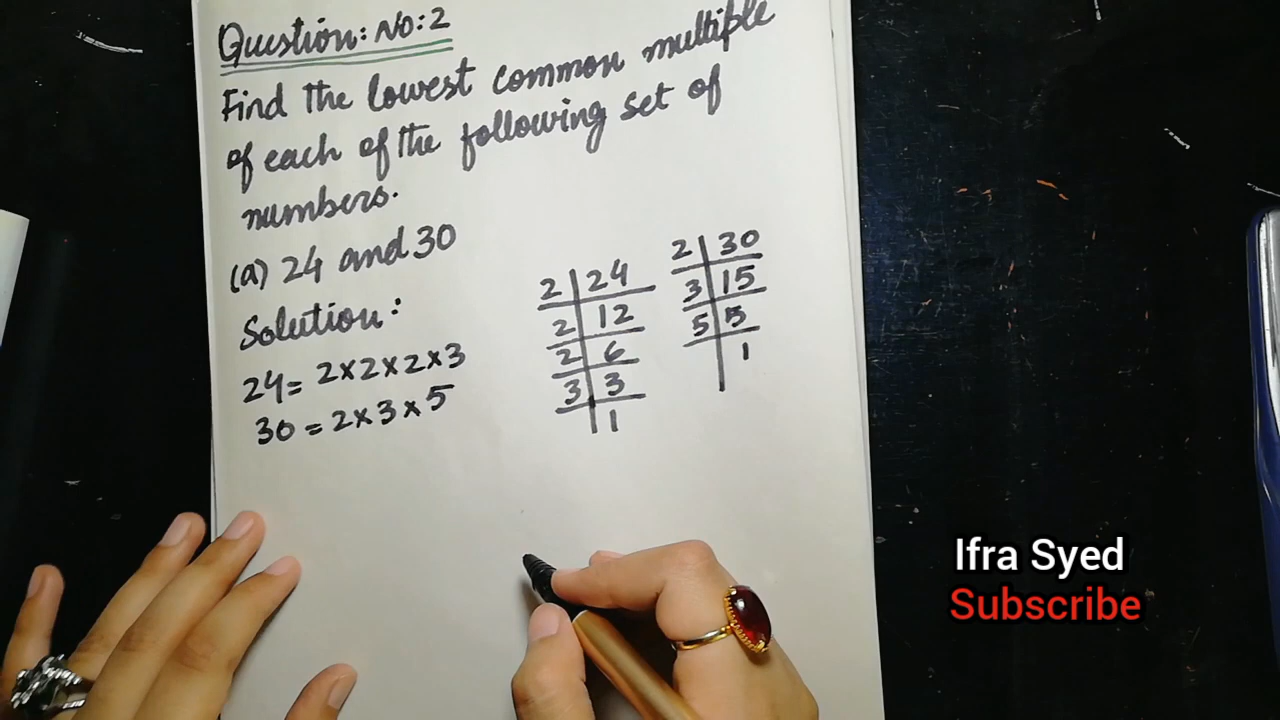 Question: No: 2
Find the lowest common multiple
of each of the following set of
numbers.
(a) 24 and 30
Solution:
24 = 2×2×2×3
30 = 2×3×5
2 | 24
2 | 12
2 | 6
3 | 3
1
2 | 30
3 | 15
5 | 5
1
Ifra Syed
Subscribe